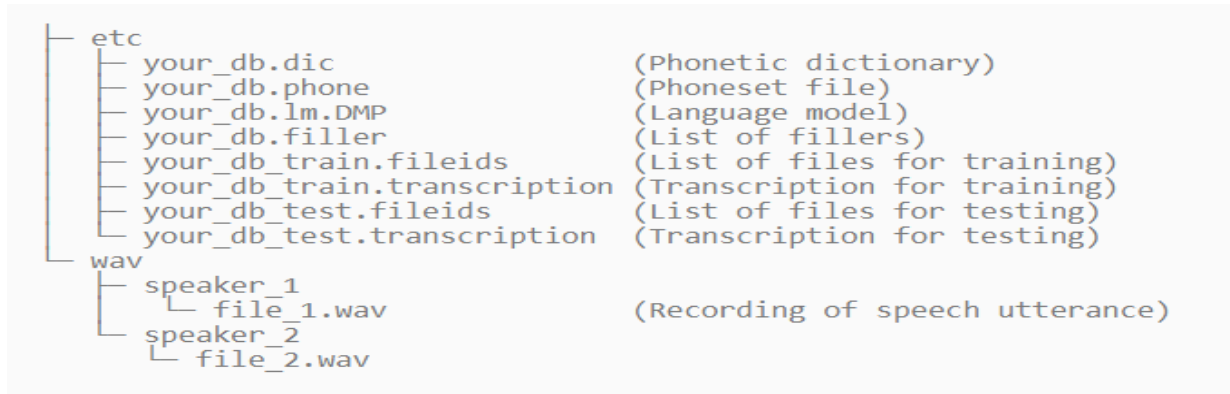 ├─ etc
│  ├─ your_db.dic                 (Phonetic dictionary)
│  ├─ your_db.phone               (Phoneset file)
│  ├─ your_db.lm.DMP              (Language model)
│  ├─ your_db.filler              (List of fillers)
│  ├─ your_db_train.fileids       (List of files for training)
│  ├─ your_db_train.transcription (Transcription for training)
│  ├─ your_db_test.fileids        (List of files for testing)
│  └─ your_db_test.transcription  (Transcription for testing)
└─ wav
   ├─ speaker_1
   │   └─ file_1.wav              (Recording of speech utterance)
   └─ speaker_2
      └─ file_2.wav